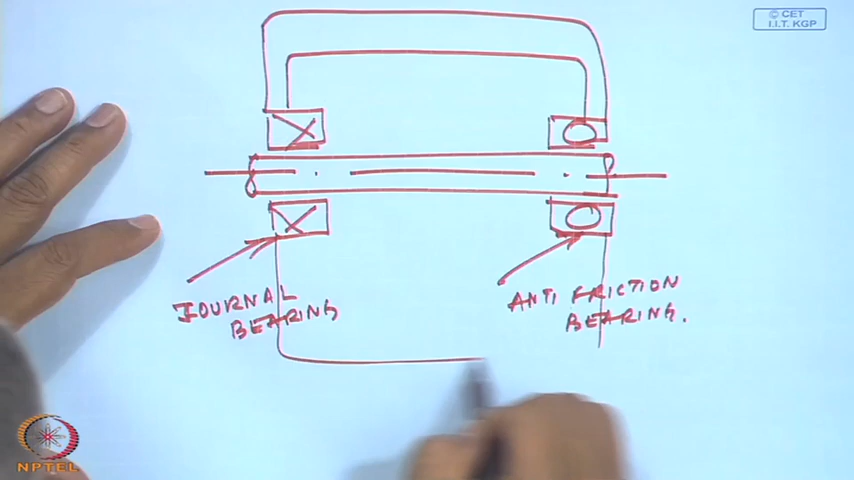 © CET
I.I.T. KGP
JOURNAL
BEARING
ANTI FRICTION
BEARING.
NPTEL